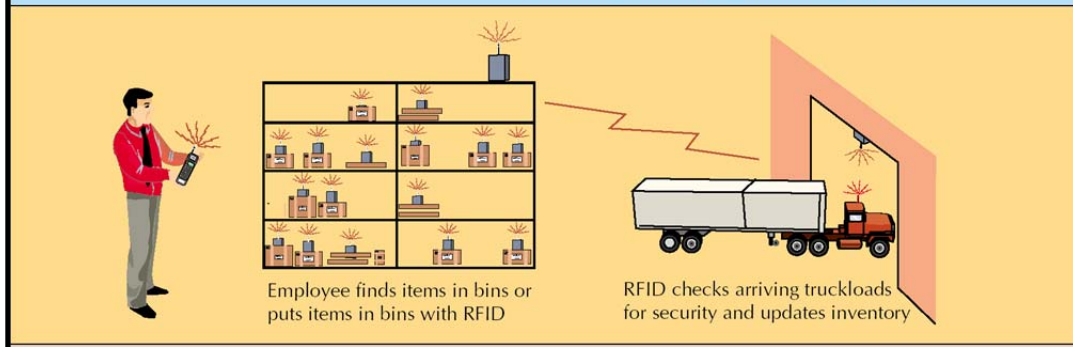 Employee finds items in bins or
puts items in bins with RFID
RFID checks arriving truckloads
for security and updates inventory